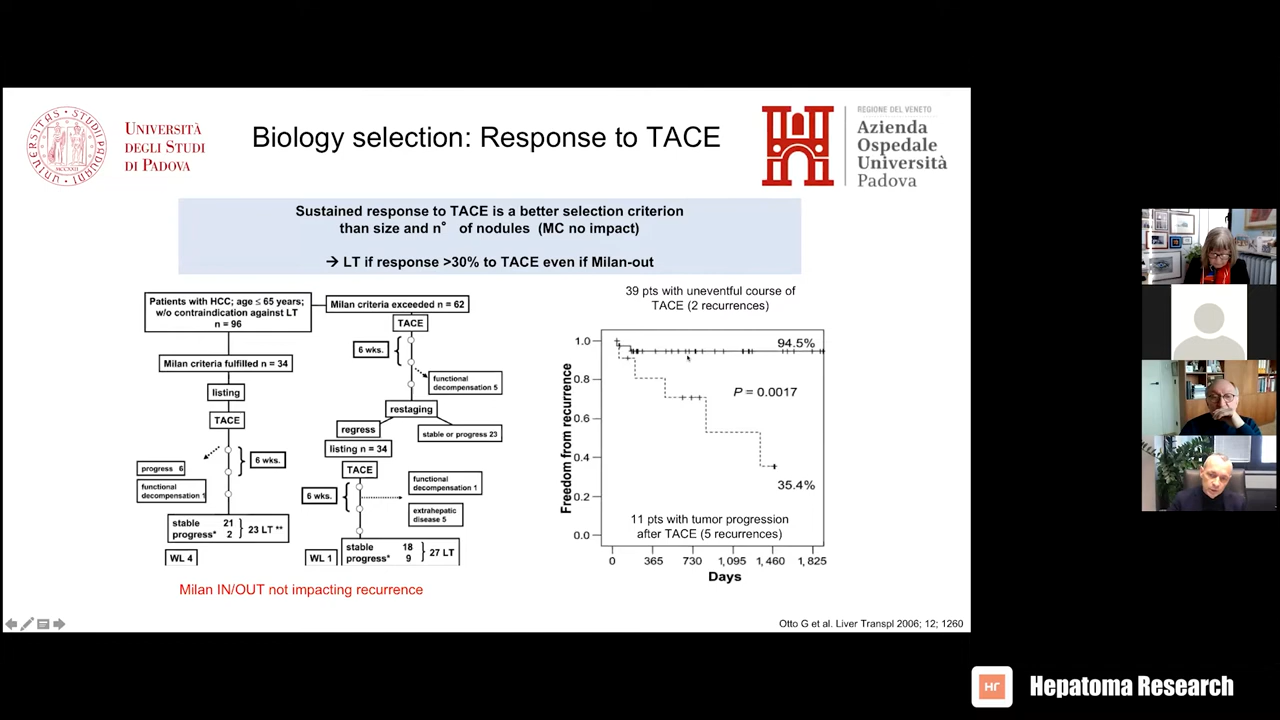 UNIVERSITÀ
DEGLI STUDI
DI PADOVA
Biology selection: Response to TACE
REGIONE DEL VENETO
Azienda
Ospedale
Università
Padova
Sustained response to TACE is a better selection criterion
than size and n° of nodules (MC no impact)
→ LT if response >30% to TACE even if Milan-out
Patients with HCC; age ≤ 65 years;
w/o contraindication against LT
n = 96
Milan criteria fulfilled n = 34
listing
TACE
6 wks.
progress 6
functional
decompensation 1
stable 21
progress* 2
23 LT **
WL 4
Milan criteria exceeded n = 62
TACE
6 wks.
functional
decompensation 5
restaging
regress
stable or progress 23
listing n = 34
TACE
6 wks.
functional
decompensation 1
extrahepatic
disease 5
stable 18
progress* 9
27 LT
WL 1
Milan IN/OUT not impacting recurrence
39 pts with uneventful course of
TACE (2 recurrences)
Freedom from recurrence
1.0
0.8
0.6
0.4
0.2
0.0
94.5%
P = 0.0017
35.4%
11 pts with tumor progression
after TACE (5 recurrences)
0 365 730 1,095 1,460 1,825
Days
Otto G et al. Liver Transpl 2006; 12; 1260
Hr
Hepatoma Research